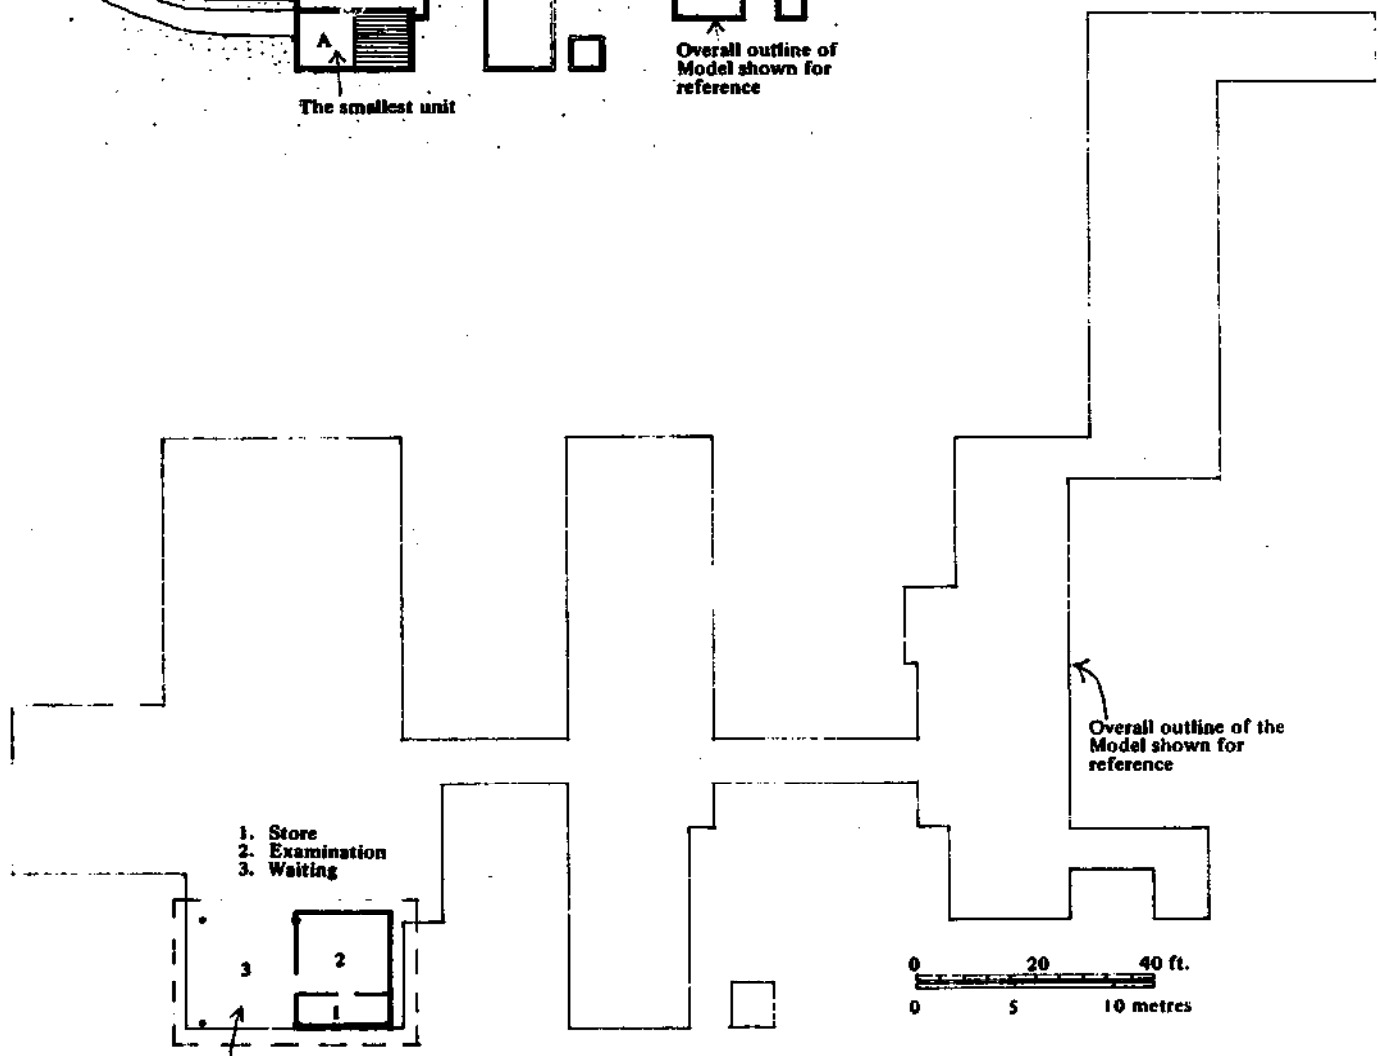 A
The smallest unit
Overall outline of
Model shown for
reference
Overall outline of the
Model shown for
reference
1. Store
2. Examination
3. Waiting
2
3
1
0 20 40 ft.
0 5 10 metres